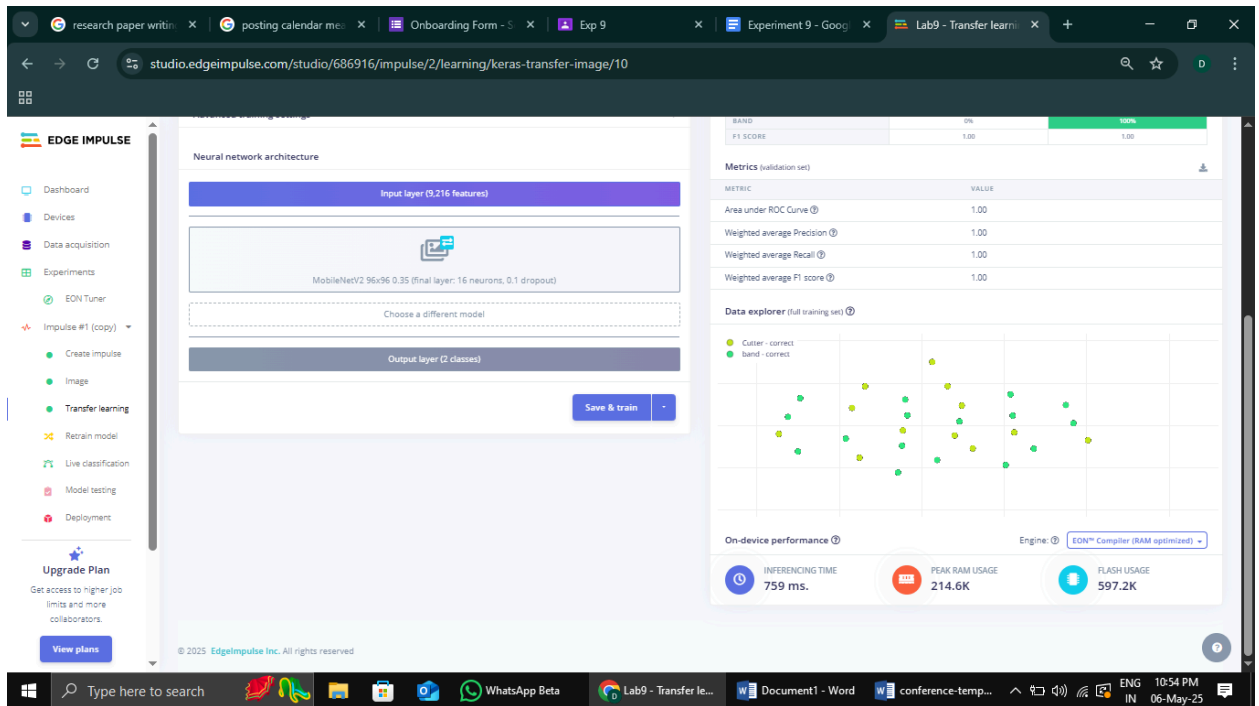 research paper writin
posting calendar mea
Onboarding Form - S
Exp 9
Experiment 9 - Googl
Lab9 - Transfer learni
studio.edgeimpulse.com/studio/686916/impulse/2/learning/keras-transfer-image/10
D
EDGE IMPULSE
Dashboard
Devices
Data acquisition
Experiments
EON Tuner
Impulse #1 (copy)
Create impulse
Image
Transfer learning
Retrain model
Live classification
Model testing
Deployment
Upgrade Plan
Get access to higher job
limits and more
collaborators.
View plans
Neural network architecture
Input layer (9,216 features)
MobileNetV2 96x96 0.35 (final layer: 16 neurons, 0.1 dropout)
Choose a different model
Output layer (2 classes)
Save & train
BAND 0% 100%
F1 SCORE 1.00 1.00
Metrics (validation set)
METRIC VALUE
Area under ROC Curve 1.00
Weighted average Precision 1.00
Weighted average Recall 1.00
Weighted average F1 score 1.00
Data explorer (full training set)
Cutter - correct
band - correct
On-device performance
Engine: EON™ Compiler (RAM optimized)
INFERENCING TIME
759 ms.
PEAK RAM USAGE
214.6K
FLASH USAGE
597.2K
© 2025 EdgeImpulse Inc. All rights reserved
Type here to search
WhatsApp Beta
Lab9 - Transfer le...
Document1 - Word
conference-temp...
ENG
IN
10:54 PM
06-May-25